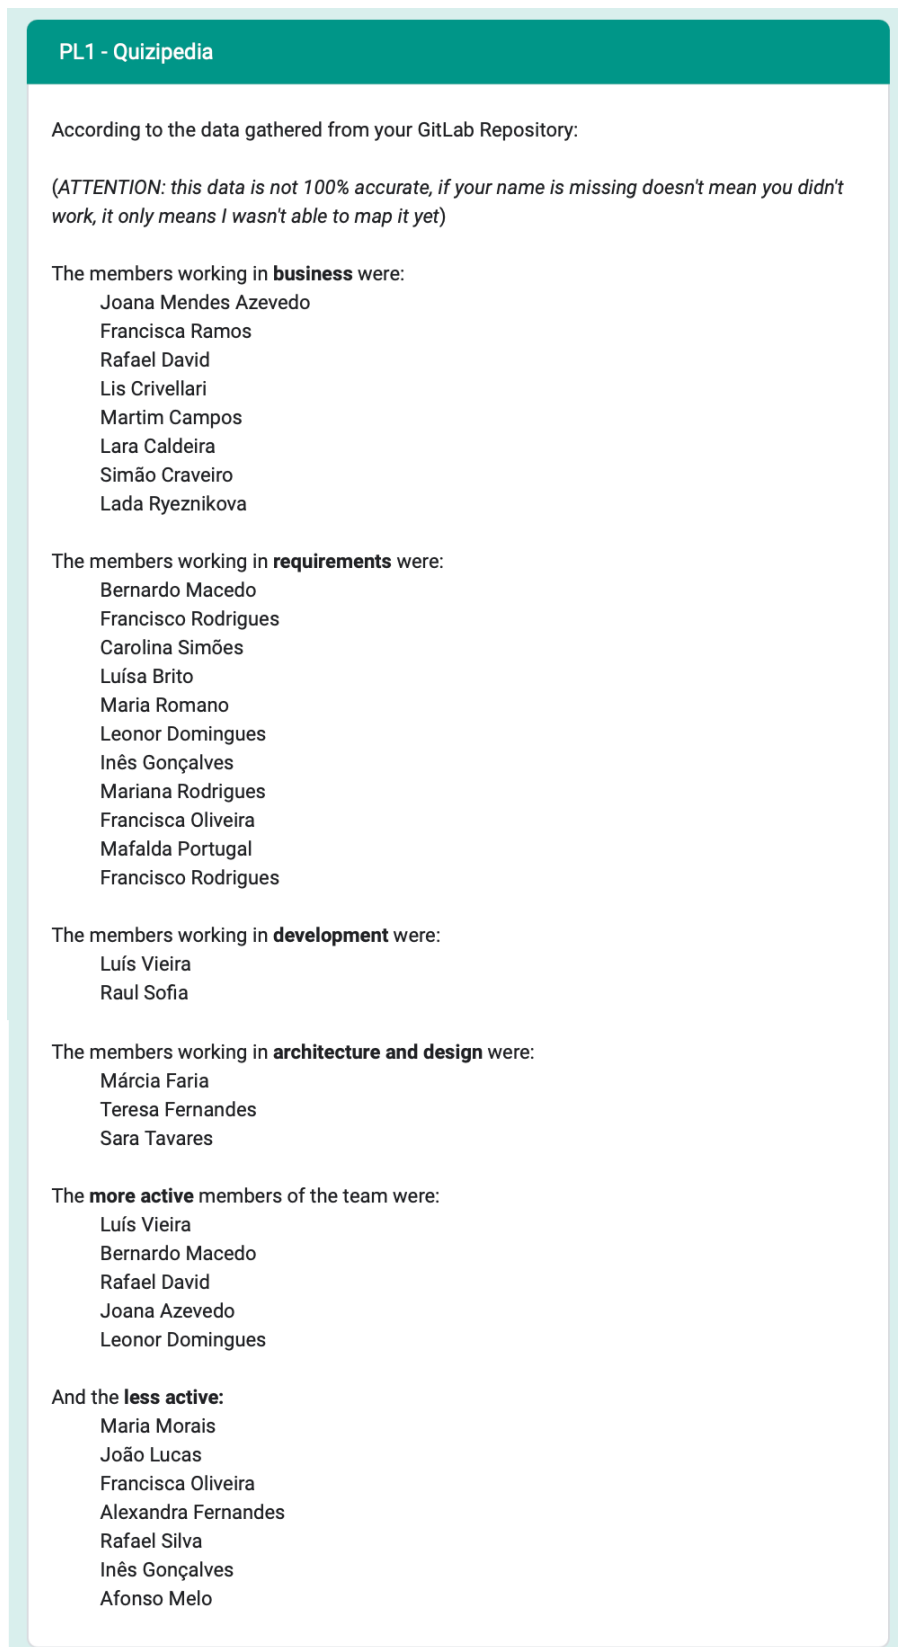 PL1 - Quizipedia
According to the data gathered from your GitLab Repository:
(ATTENTION: this data is not 100% accurate, if your name is missing doesn't mean you didn't
work, it only means I wasn't able to map it yet)
The members working in business were:
Joana Mendes Azevedo
Francisca Ramos
Rafael David
Lis Crivellari
Martim Campos
Lara Caldeira
Simão Craveiro
Lada Ryeznikova
The members working in requirements were:
Bernardo Macedo
Francisco Rodrigues
Carolina Simões
Luísa Brito
Maria Romano
Leonor Domingues
Inês Gonçalves
Mariana Rodrigues
Francisca Oliveira
Mafalda Portugal
Francisco Rodrigues
The members working in development were:
Luís Vieira
Raul Sofia
The members working in architecture and design were:
Márcia Faria
Teresa Fernandes
Sara Tavares
The more active members of the team were:
Luís Vieira
Bernardo Macedo
Rafael David
Joana Azevedo
Leonor Domingues
And the less active:
Maria Morais
João Lucas
Francisca Oliveira
Alexandra Fernandes
Rafael Silva
Inês Gonçalves
Afonso Melo